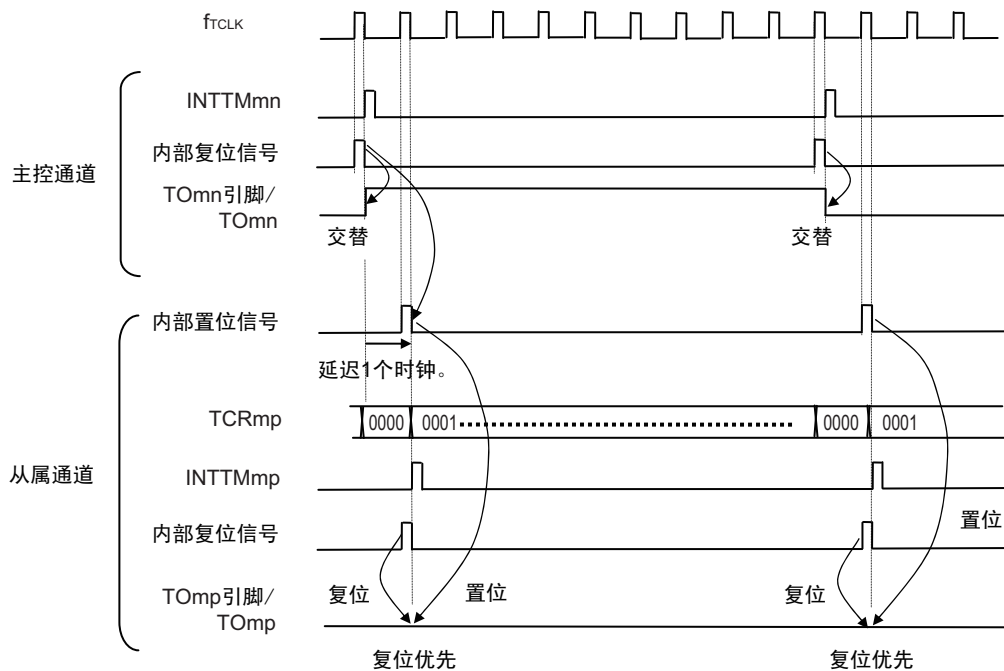 fTCLK
INTTMmn
内部复位信号
主控通道
TOmn引脚/
TOmn
交替
交替
内部置位信号
延迟1个时钟。
TCRmp
0000
0001
0000
0001
从属通道
INTTMmp
置位
内部复位信号
复位
置位
复位
TOmp引脚/
TOmp
复位优先
复位优先